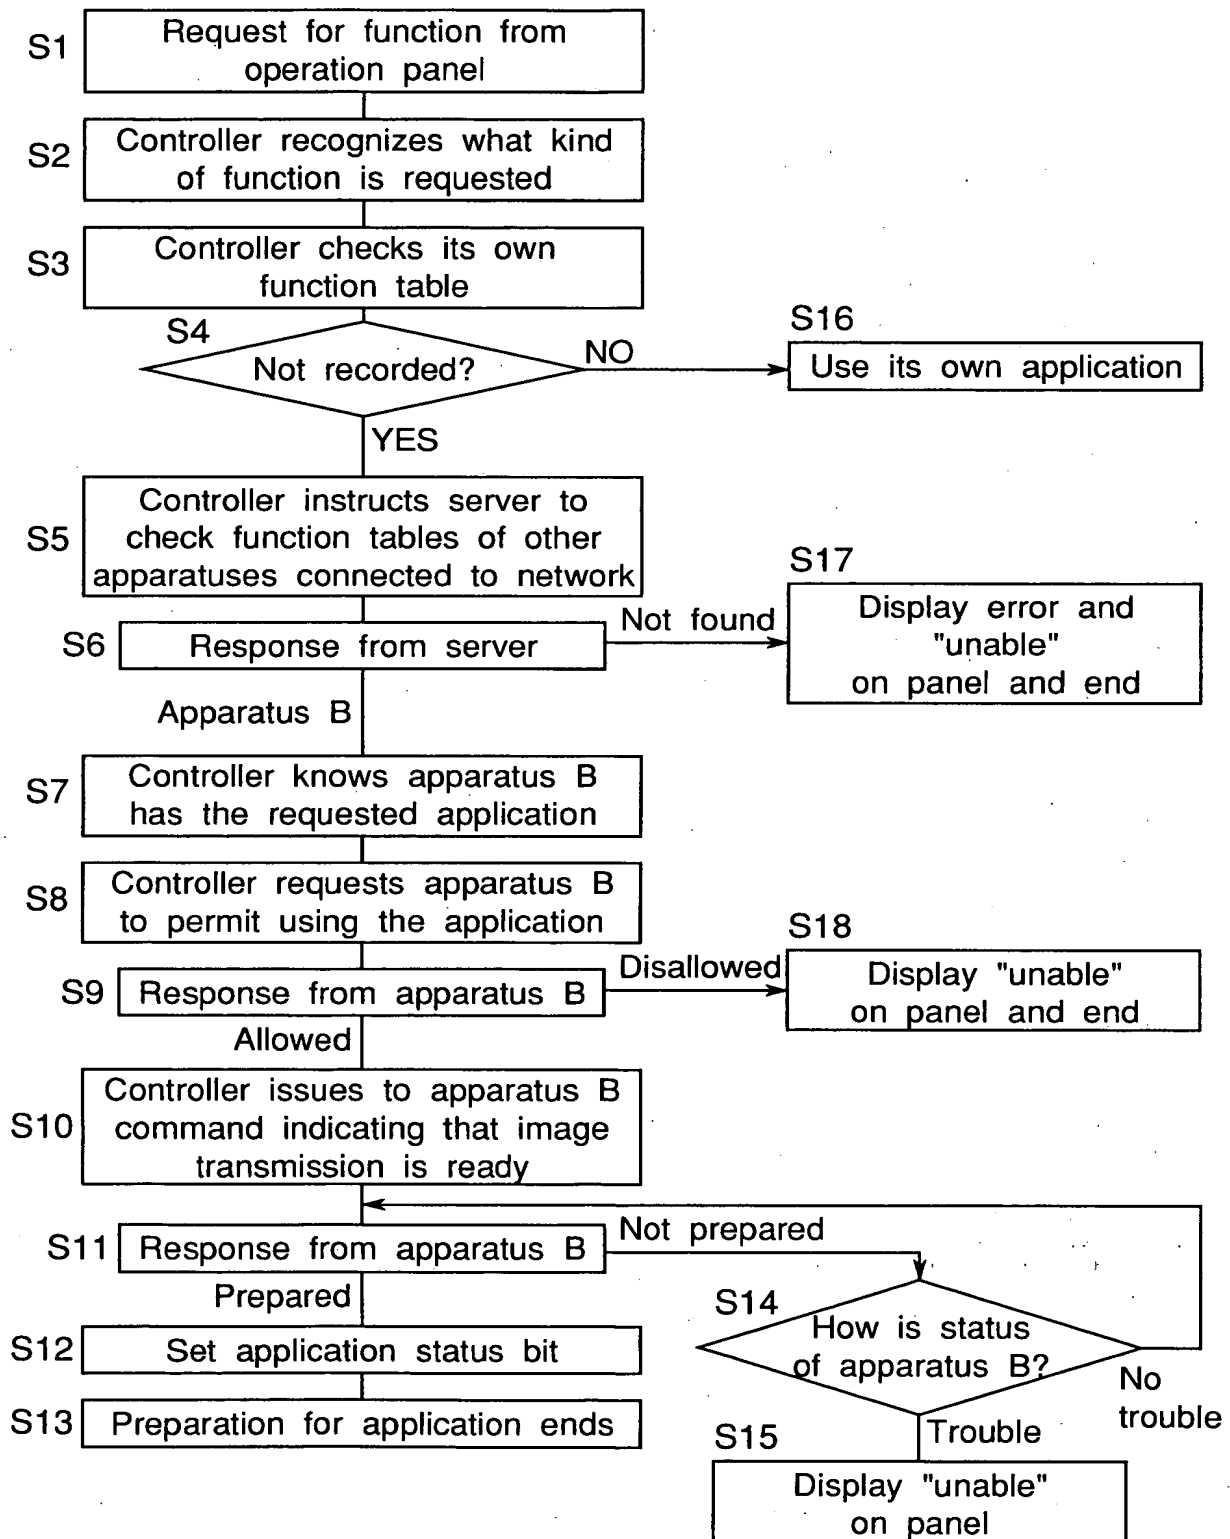 S1
Request for function from
operation panel
S2
Controller recognizes what kind
of function is requested
S3
Controller checks its own
function table
S4
Not recorded?
NO
S16
Use its own application
YES
S5
Controller instructs server to
check function tables of other
apparatuses connected to network
S6
Response from server
Not found
S17
Display error and
"unable"
on panel and end
Apparatus B
S7
Controller knows apparatus B
has the requested application
S8
Controller requests apparatus B
to permit using the application
S9
Response from apparatus B
Disallowed
S18
Display "unable"
on panel and end
Allowed
S10
Controller issues to apparatus B
command indicating that image
transmission is ready
S11
Response from apparatus B
Not prepared
Prepared
S14
How is status
of apparatus B?
No
trouble
S12
Set application status bit
S13
Preparation for application ends
Trouble
S15
Display "unable"
on panel